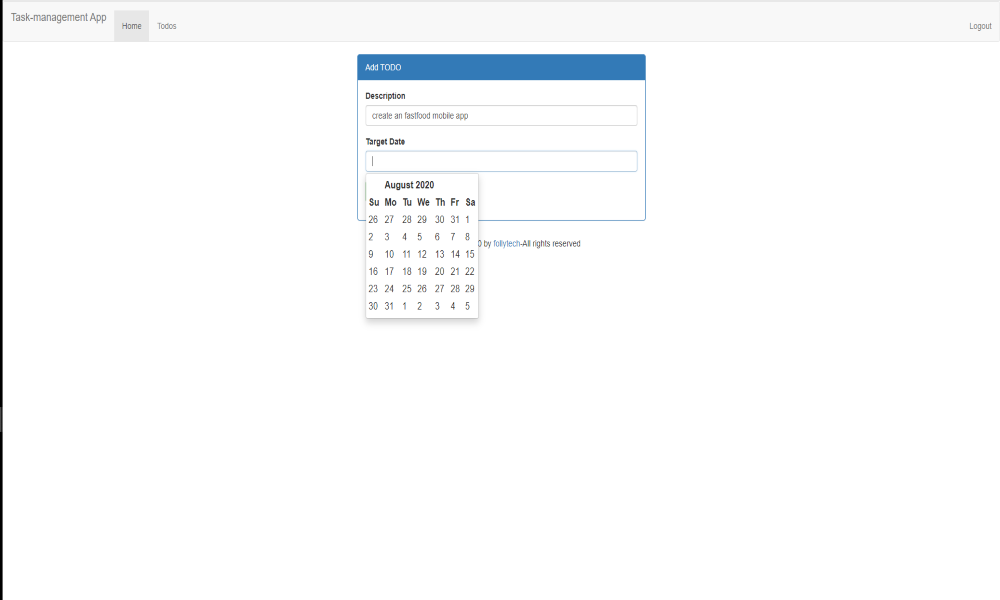 Task-management App
Home
Todos
Logout
Add TODO
Description
create an fastfood mobile app
Target Date
August 2020
Su Mo Tu We Th Fr Sa
26 27 28 29 30 31 1
2 3 4 5 6 7 8
9 10 11 12 13 14 15
16 17 18 19 20 21 22
23 24 25 26 27 28 29
30 31 1 2 3 4 5
0 by follytech-All rights reserved